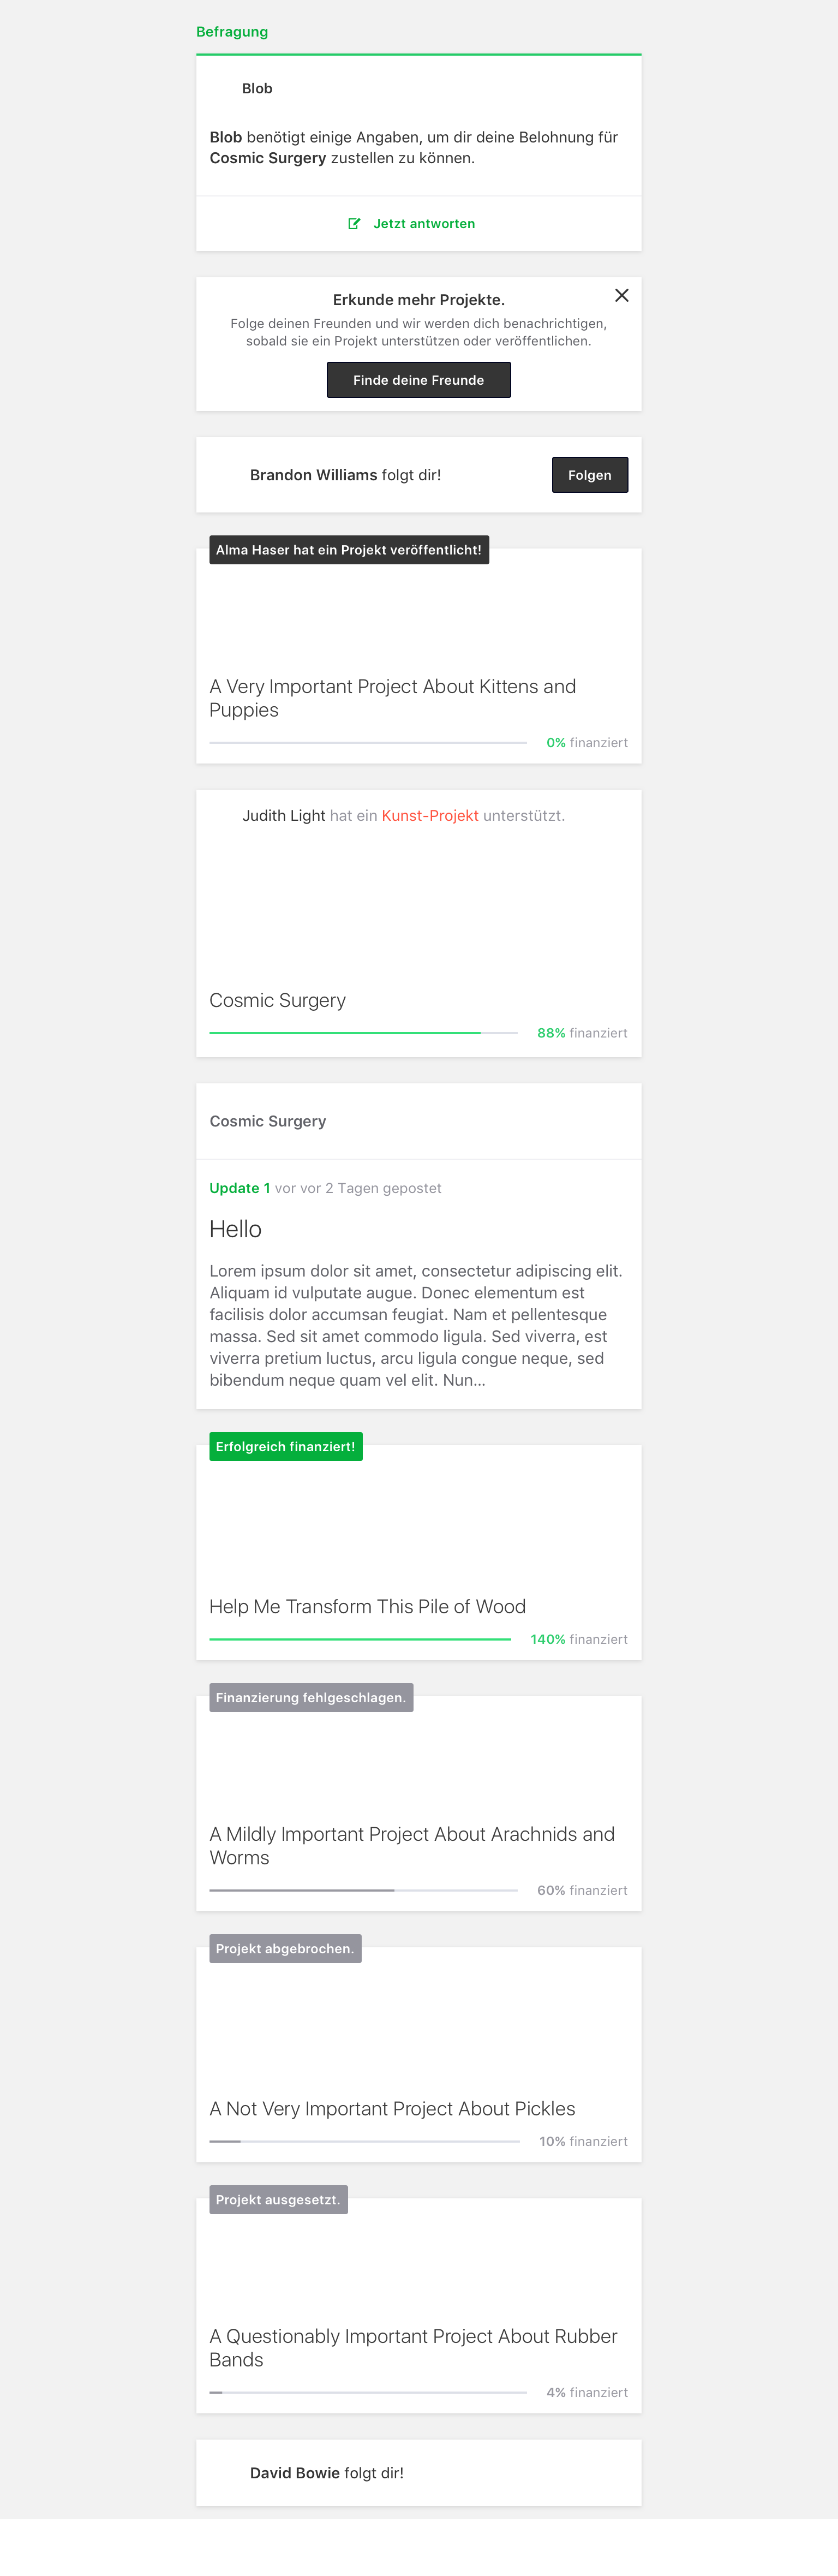 Befragung
Blob
Blob benötigt einige Angaben, um dir deine Belohnung für
Cosmic Surgery zustellen zu können.
Jetzt antworten
Erkunde mehr Projekte.
Folge deinen Freunden und wir werden dich benachrichtigen,
sobald sie ein Projekt unterstützen oder veröffentlichen.
Finde deine Freunde
Brandon Williams folgt dir!
Folgen
Alma Haser hat ein Projekt veröffentlicht!
A Very Important Project About Kittens and
Puppies
0% finanziert
Judith Light hat ein Kunst-Projekt unterstützt.
Cosmic Surgery
88% finanziert
Cosmic Surgery
Update 1 vor vor 2 Tagen gepostet
Hello
Lorem ipsum dolor sit amet, consectetur adipiscing elit.
Aliquam id vulputate augue. Donec elementum est
facilisis dolor accumsan feugiat. Nam et pellentesque
massa. Sed sit amet commodo ligula. Sed viverra, est
viverra pretium luctus, arcu ligula congue neque, sed
bibendum neque quam vel elit. Nun...
Erfolgreich finanziert!
Help Me Transform This Pile of Wood
140% finanziert
Finanzierung fehlgeschlagen.
A Mildly Important Project About Arachnids and
Worms
60% finanziert
Projekt abgebrochen.
A Not Very Important Project About Pickles
10% finanziert
Projekt ausgesetzt.
A Questionably Important Project About Rubber
Bands
4% finanziert
David Bowie folgt dir!